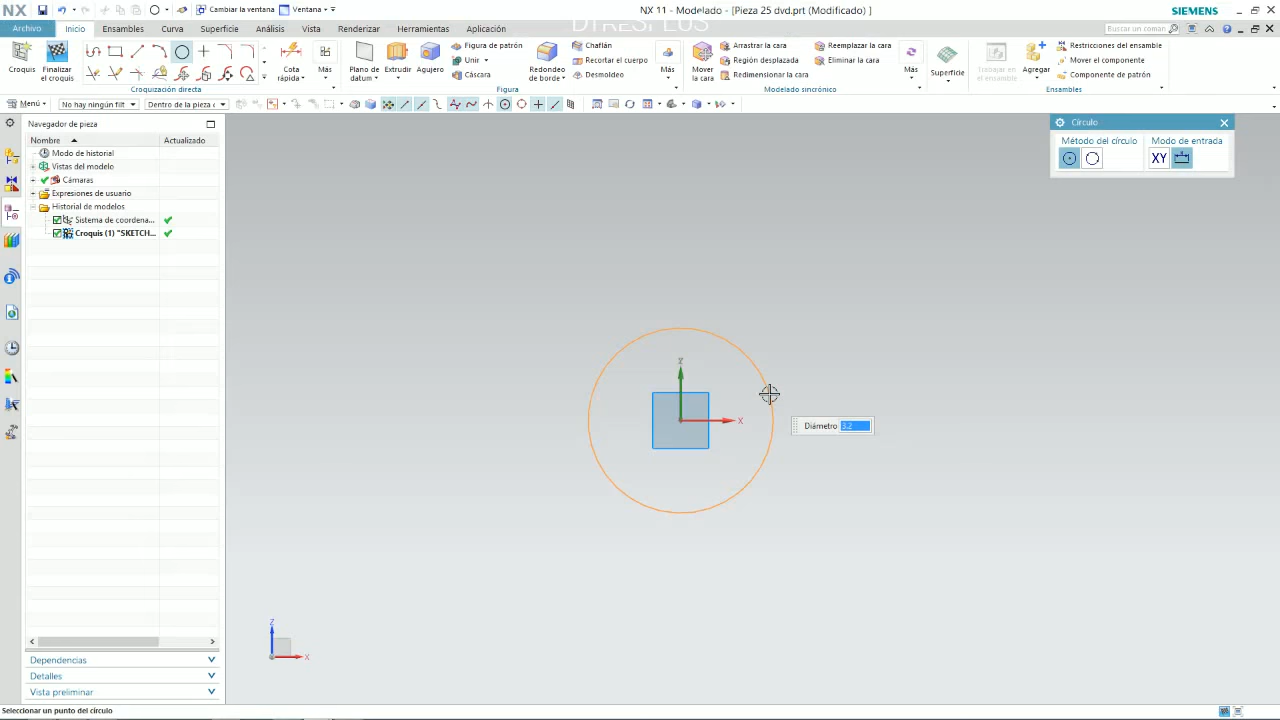 NX
Cambiar la ventana
Ventana
NX 11 - Modelado - [Pieza 25 dvd.prt (Modificado) ]
SIEMENS
DTRESPLUS
Archivo
Inicio
Ensambles
Curva
Superficie
Análisis
Vista
Renderizar
Herramientas
Aplicación
Croquis
Finalizar el croquis
Cota rápida
Más
Croquización directa
Plano de datum
Extrudir
Agujero
Figura de patrón
Unir
Cáscara
Redondeo de borde
Chaflán
Recortar el cuerpo
Desmoldeo
Más
Figura
Mover la cara
Arrastrar la cara
Región desplazada
Redimensionar la cara
Reemplazar la cara
Eliminar la cara
Más
Modelado sincrónico
Superficie
Trabajar en el ensamble
Agregar
Restricciones del ensamble
Mover el componente
Componente de patrón
Ensambles
Menú
No hay ningún filt
Dentro de la pieza
Navegador de pieza
Nombre
Actualizado
Modo de historial
Vistas del modelo
Cámaras
Expresiones de usuario
Historial de modelos
Sistema de coordena...
Croquis (1) "SKETCH...
Dependencias
Detalles
Vista preliminar
Seleccionar un punto del círculo
Círculo
Método del círculo
Modo de entrada
XY
Z
X
Diámetro 3.2
Z
X